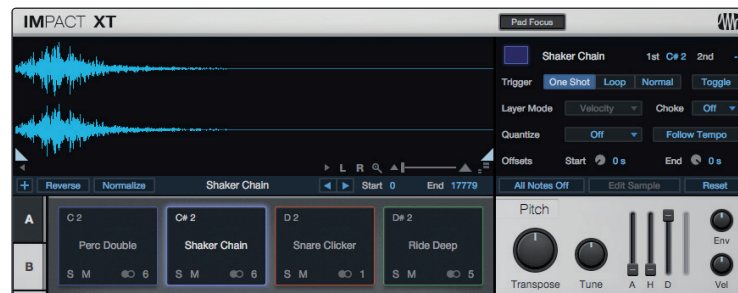 IMPACT XT
Pad Focus
Shaker Chain 1st C# 2 2nd -
Trigger One Shot Loop Normal Toggle
Layer Mode Velocity Choke Off
Quantize Off Follow Tempo
Offsets Start 0 s End 0 s
L R
+ Reverse Normalize Shaker Chain Start 0 End 17779
All Notes Off Edit Sample Reset
A
B
C 2
Perc Double
S M 6
C# 2
Shaker Chain
S M 6
D 2
Snare Clicker
S M 1
D# 2
Ride Deep
S M 5
Pitch
Transpose Tune A H D
Env
Vel